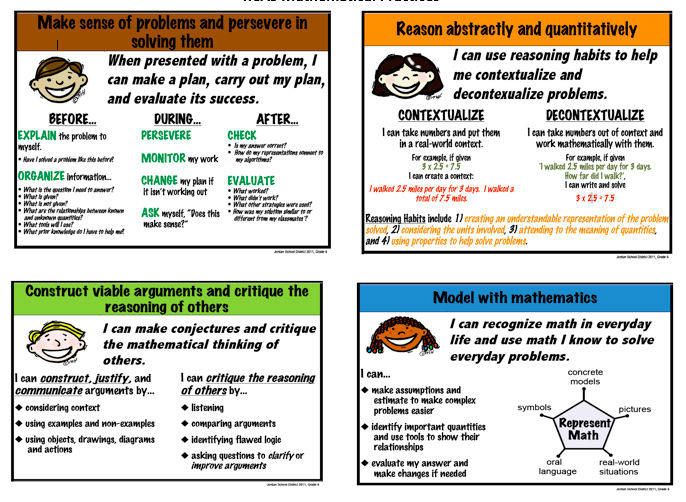 Make sense of problems and persevere in
solving them
When presented with a problem, I
can make a plan, carry out my plan,
and evaluate its success.
BEFORE...
EXPLAIN the problem to
myself.
• Have I solved a problem like this before?
ORGANIZE information...
• What is the question I need to answer?
• What is given?
• What is not given?
• What are the relationships between known
and unknown quantities?
• What tools will I use?
• What prior knowledge do I have to help me?
DURING...
PERSEVERE
MONITOR my work
CHANGE my plan if
it isn't working out
ASK myself, "Does this
make sense?"
AFTER...
CHECK
• Is my answer correct?
• How do my representations connect to
my algorithms?
EVALUATE
• What worked?
• What didn't work?
• What other strategies were used?
• How was my solution similar to or
different from my classmates'?
Jordan School District 2011, Grade 6
Reason abstractly and quantitatively
I can use reasoning habits to help
me contextualize and
decontextualize problems.
CONTEXTUALIZE
I can take numbers and put them
in a real-world context.
For example, if given
3 x 2.5 = 7.5
I can create a context:
I walked 2.5 miles per day for 3 days. I walked a
total of 7.5 miles.
DECONTEXTUALIZE
I can take numbers out of context and
work mathematically with them.
For example, if given
'I walked 2.5 miles per day for 3 days.
How far did I walk?',
I can write and solve
3 x 2.5 = 7.5
Reasoning Habits include 1) creating an understandable representation of the problem
solved, 2) considering the units involved, 3) attending to the meaning of quantities,
and 4) using properties to help solve problems.
Jordan School District 2011, Grade 6
Construct viable arguments and critique the
reasoning of others
I can make conjectures and critique
the mathematical thinking of
others.
I can construct, justify, and
communicate arguments by...
◆ considering context
◆ using examples and non-examples
◆ using objects, drawings, diagrams
and actions
I can critique the reasoning
of others by...
◆ listening
◆ comparing arguments
◆ identifying flawed logic
◆ asking questions to clarify or
improve arguments
Jordan School District 2011, Grade 6
Model with mathematics
I can recognize math in everyday
life and use math I know to solve
everyday problems.
I can...
◆ make assumptions and
estimate to make complex
problems easier
◆ identify important quantities
and use tools to show their
relationships
◆ evaluate my answer and
make changes if needed
concrete
models
symbols
pictures
Represent
Math
oral
language
real-world
situations
Jordan School District 2011, Grade 6